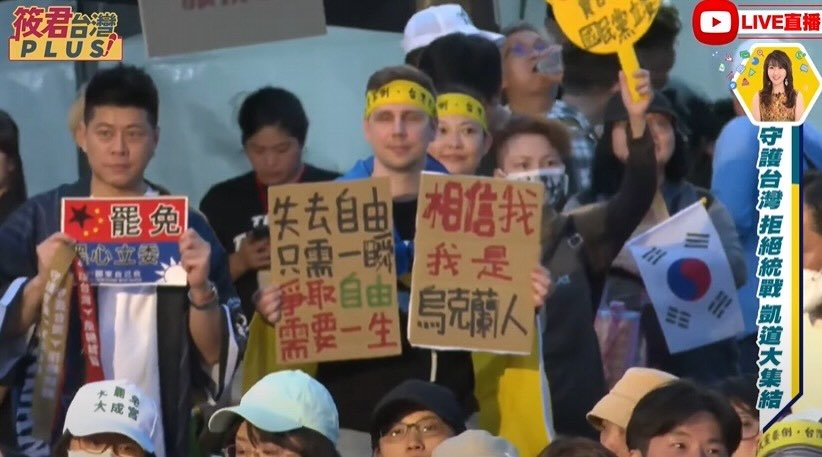 筱君台灣
PLUS!
LIVE直播
守護台灣 拒絕統戰 凱道大集結
罷免
心立委
失去自由
只需一瞬
爭取自由
需要一生
相信我
我是
烏克蘭人
國民黨立
罷免
大成宮